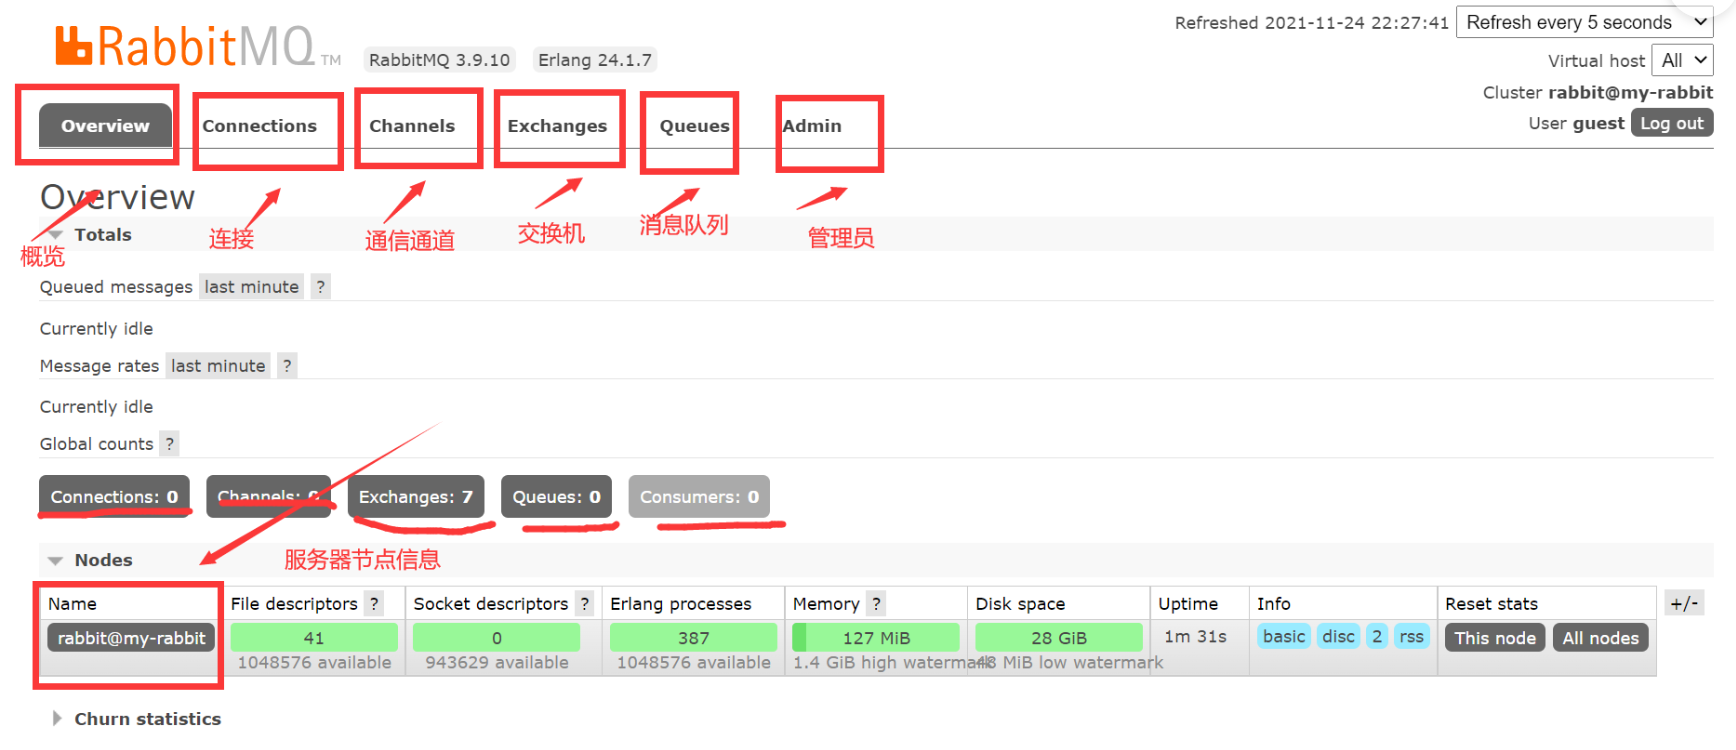 Refreshed 2021-11-24 22:27:41 Refresh every 5 seconds
RabbitMQ TM RabbitMQ 3.9.10 Erlang 24.1.7
Virtual host All
Cluster rabbit@my-rabbit
User guest Log out
Overview Connections Channels Exchanges Queues Admin
Overview
概览 连接 通信通道 交换机 消息队列 管理员
Totals
Queued messages last minute ?
Currently idle
Message rates last minute ?
Currently idle
Global counts ?
Connections: 0 Channels: 0 Exchanges: 7 Queues: 0 Consumers: 0
Nodes 服务器节点信息
Name File descriptors ? Socket descriptors ? Erlang processes Memory ? Disk space Uptime Info Reset stats +/-
rabbit@my-rabbit 41 0 387 127 MiB 28 GiB 1m 31s basic disc 2 rss This node All nodes
1048576 available 943629 available 1048576 available 1.4 GiB high watermark 48 MiB low watermark
Churn statistics